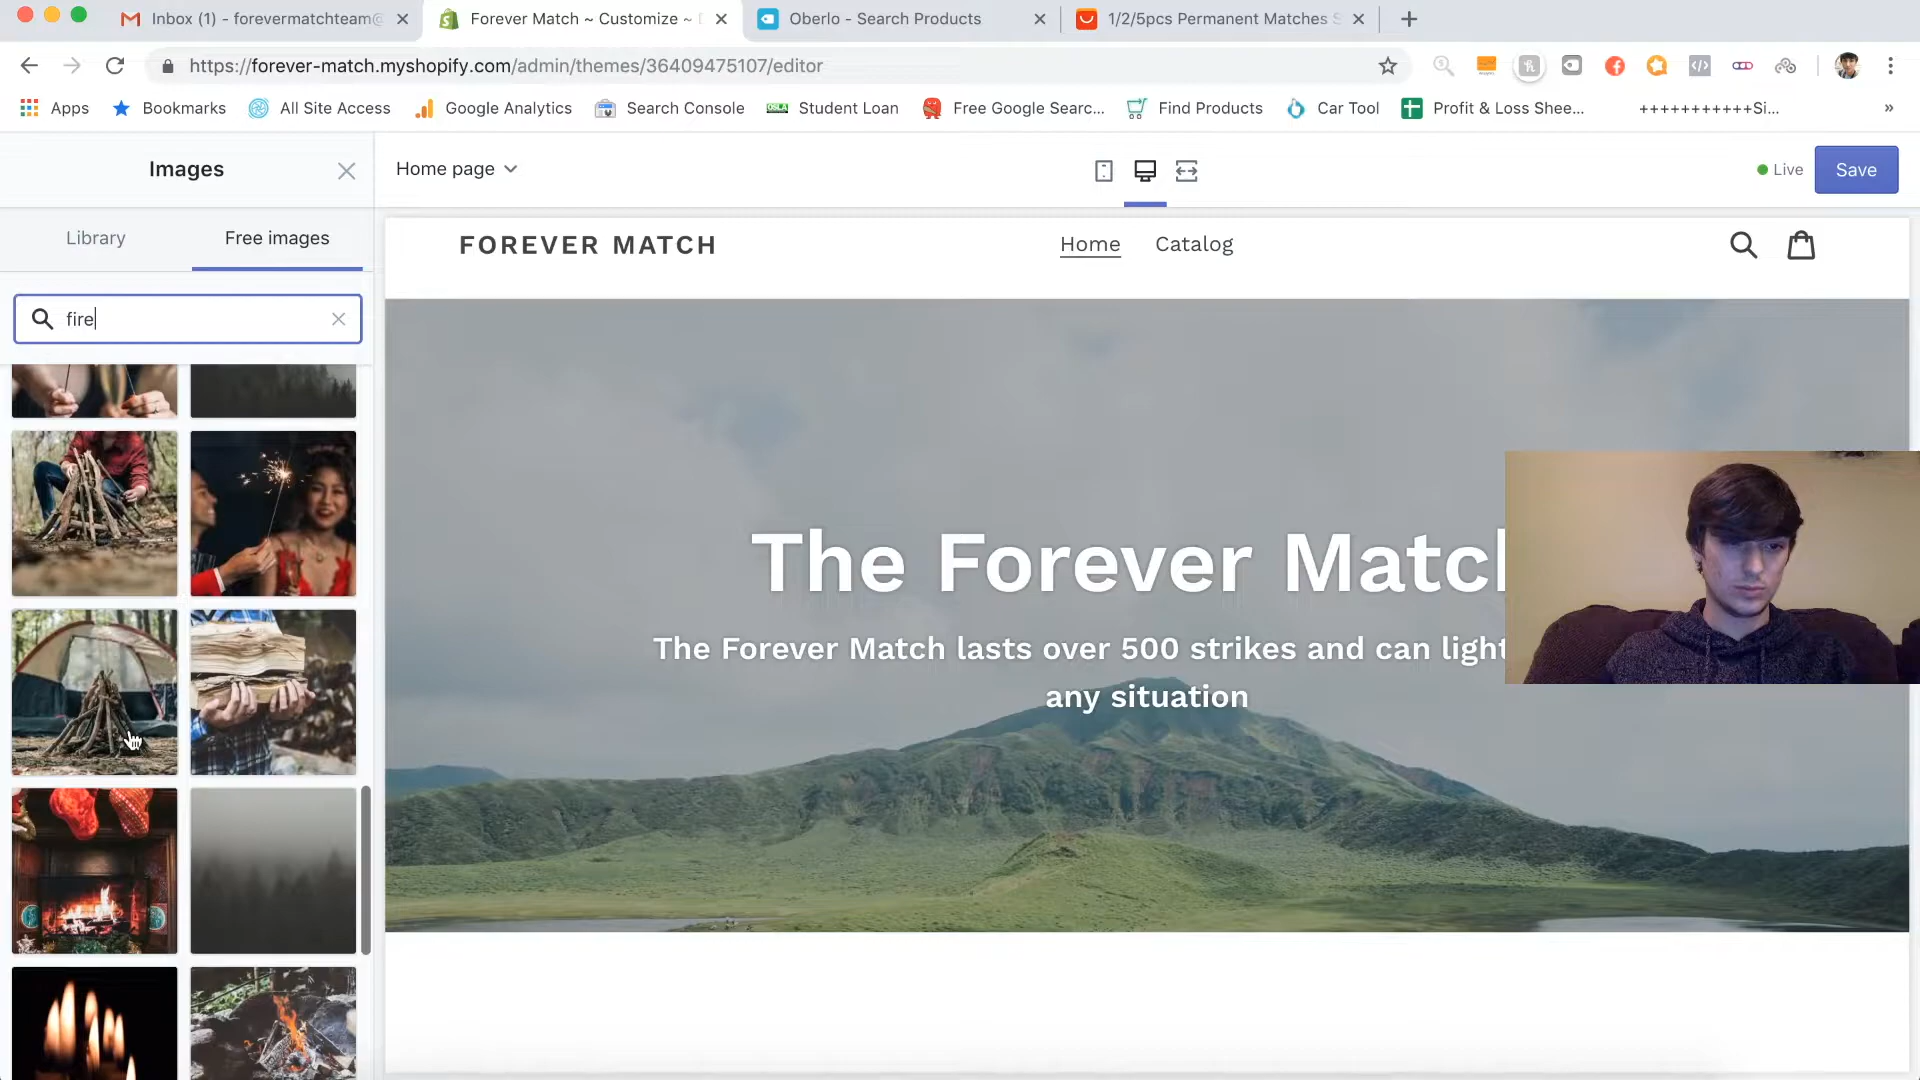 Inbox (1) - forevermatchteam@
Forever Match ~ Customize ~
Oberlo - Search Products
1/2/5pcs Permanent Matches S
https://forever-match.myshopify.com/admin/themes/36409475107/editor
Apps
Bookmarks
All Site Access
Google Analytics
Search Console
Student Loan
Free Google Searc...
Find Products
Car Tool
Profit & Loss Shee...
+++++++++++Si...
»
Images
Home page
Live
Save
Library
Free images
fire
FOREVER MATCH
Home
Catalog
The Forever Matc
The Forever Match lasts over 500 strikes and can light
any situation